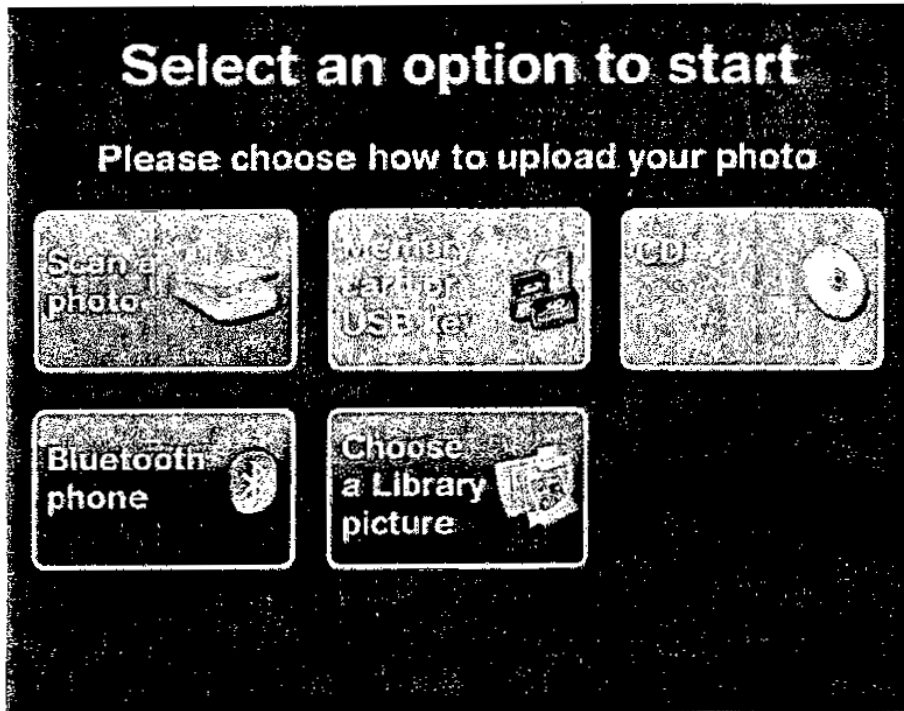 Select an option to start
Please choose how to upload your photo
Scan a
photo
Memory
card or
USB key
CD
Bluetooth
phone
Choose
a Library
picture